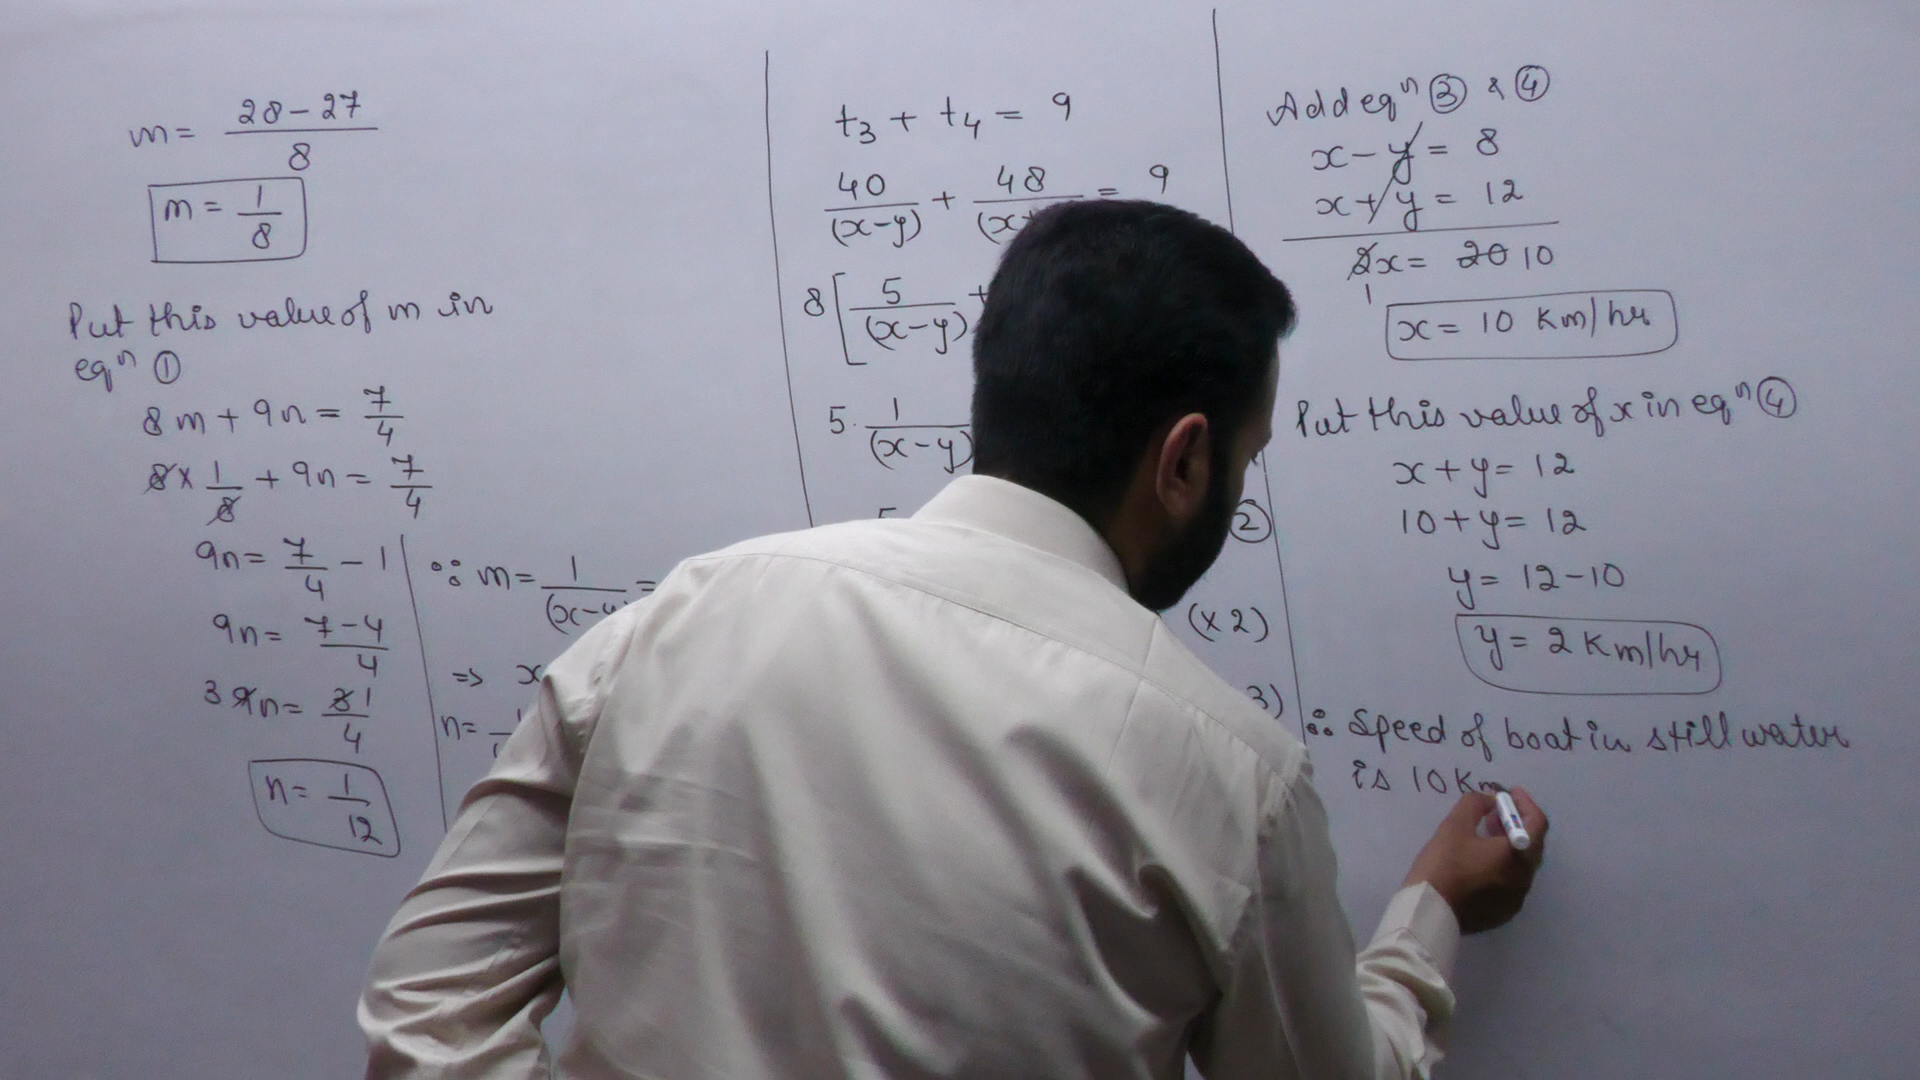 m = 28-27 / 8
m = 1/8
Put this value of m in
eqⁿ ①
8m + 9n = 7/4
8 × 1/8 + 9n = 7/4
9n = 7/4 - 1
9n = 7-4 / 4
3 9n = 3 1 / 4
n = 1/12
∴ m = 1/(x-y =
=> x
n =
t₃ + t₄ = 9
40/(x-y) + 48/(x+ = 9
8[ 5/(x-y) +
5. 1/(x-y)
②
(×2)
3)
Add eqⁿ ③ & ④
x - y = 8
x + y = 12
2x = 20 10
1
x = 10 Km/hr
Put this value of x in eqⁿ ④
x + y = 12
10 + y = 12
y = 12-10
y = 2 Km/hr
∴ Speed of boat in still water
is 10 Km